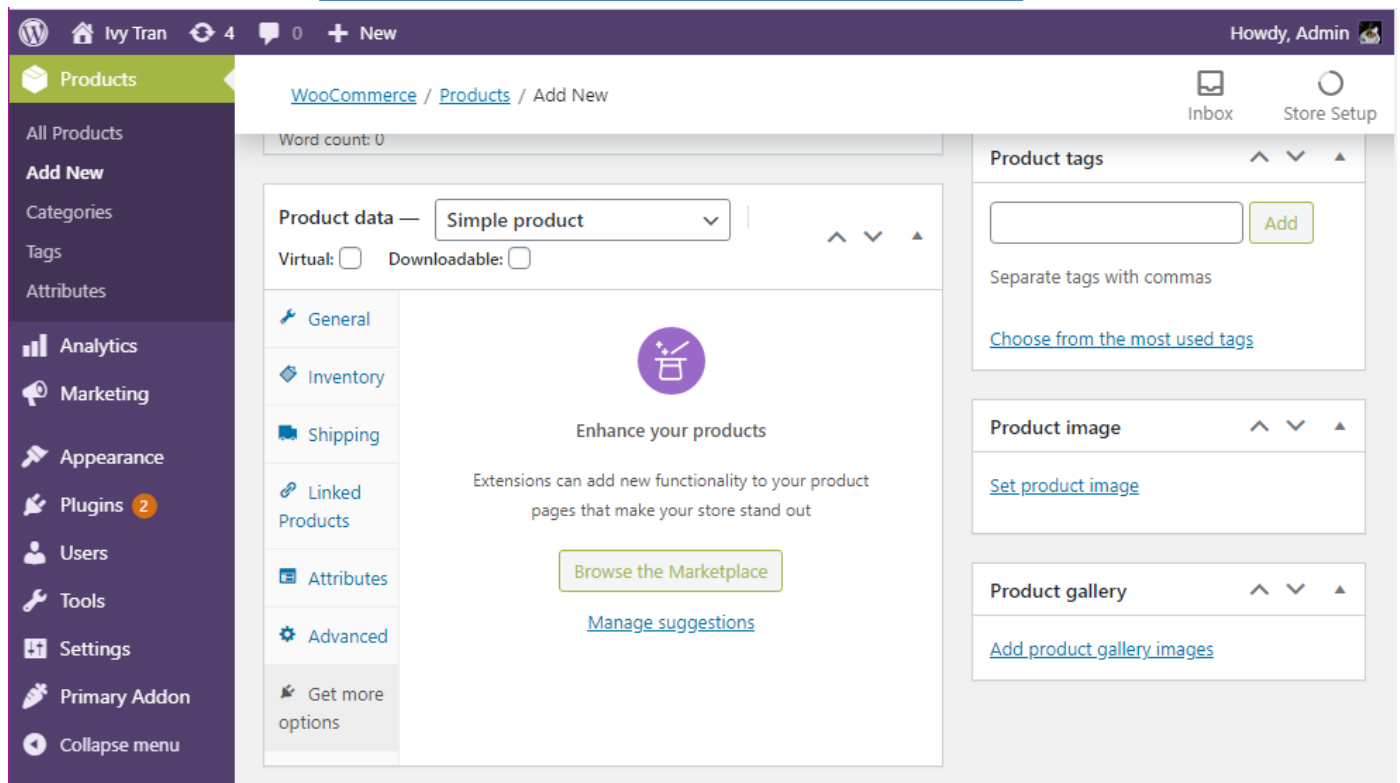 Ivy Tran 4 0 New Howdy, Admin
Products
All Products
Add New
Categories
Tags
Attributes
Analytics
Marketing
Appearance
Plugins 2
Users
Tools
Settings
Primary Addon
Collapse menu
WooCommerce / Products / Add New
Inbox
Store Setup
Word count: 0
Product data — Simple product
Virtual: Downloadable:
General
Inventory
Shipping
Linked
Products
Attributes
Advanced
Get more
options
Enhance your products
Extensions can add new functionality to your product
pages that make your store stand out
Browse the Marketplace
Manage suggestions
Product tags
Add
Separate tags with commas
Choose from the most used tags
Product image
Set product image
Product gallery
Add product gallery images